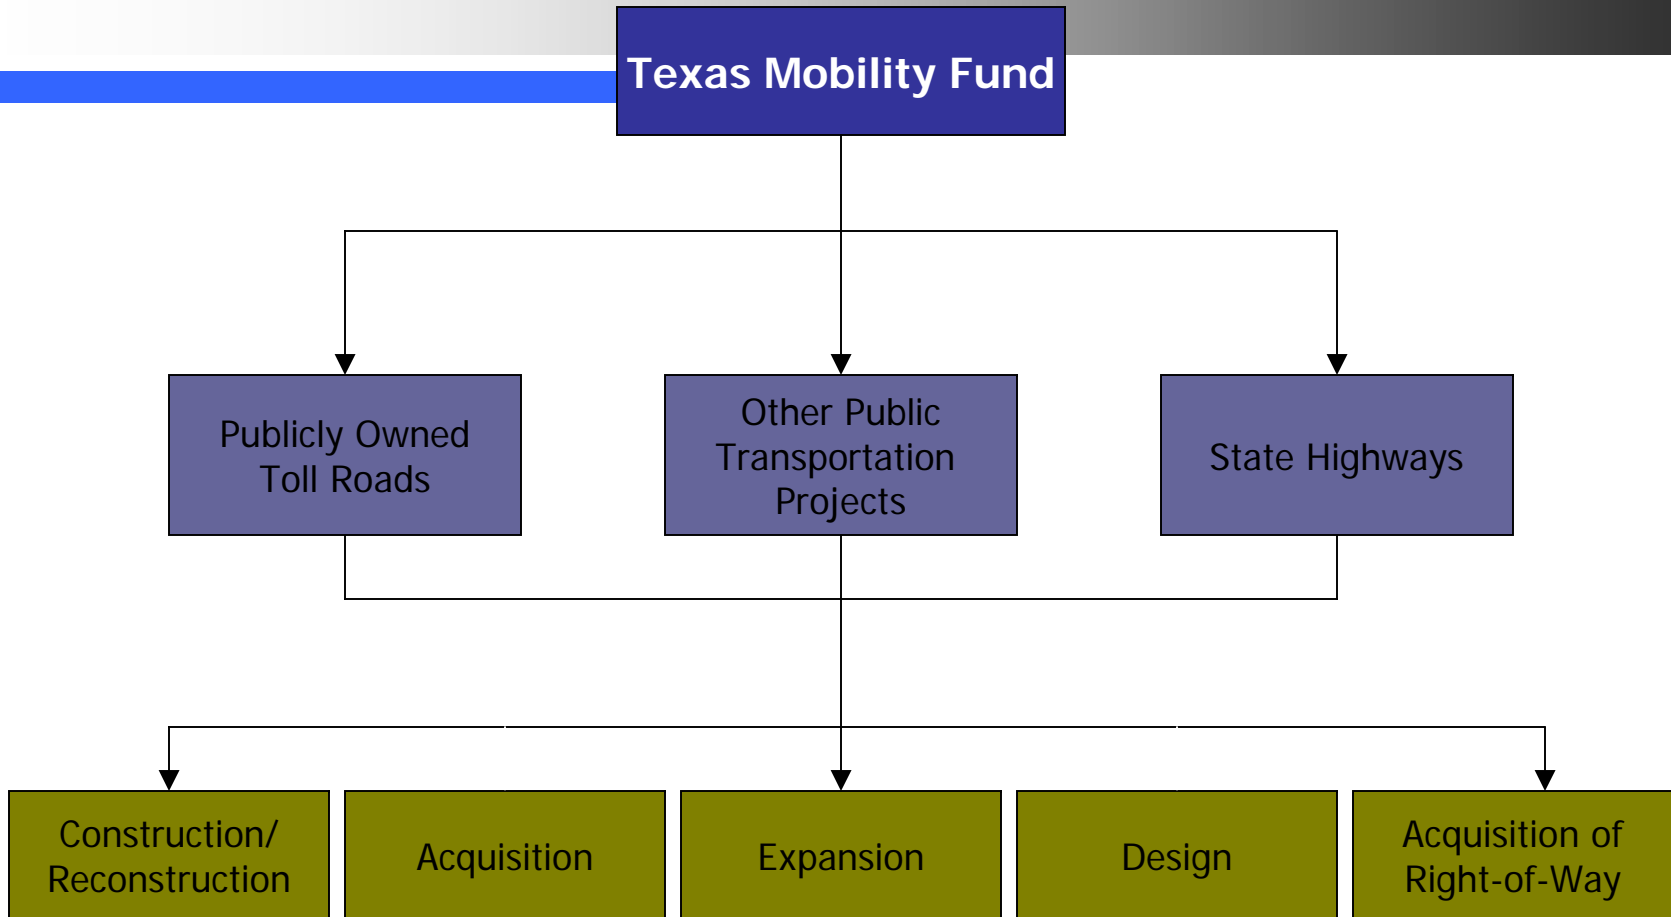 Texas Mobility Fund
Publicly Owned
Toll Roads
Other Public
Transportation
Projects
State Highways
Construction/
Reconstruction
Acquisition
Expansion
Design
Acquisition of
Right-of-Way